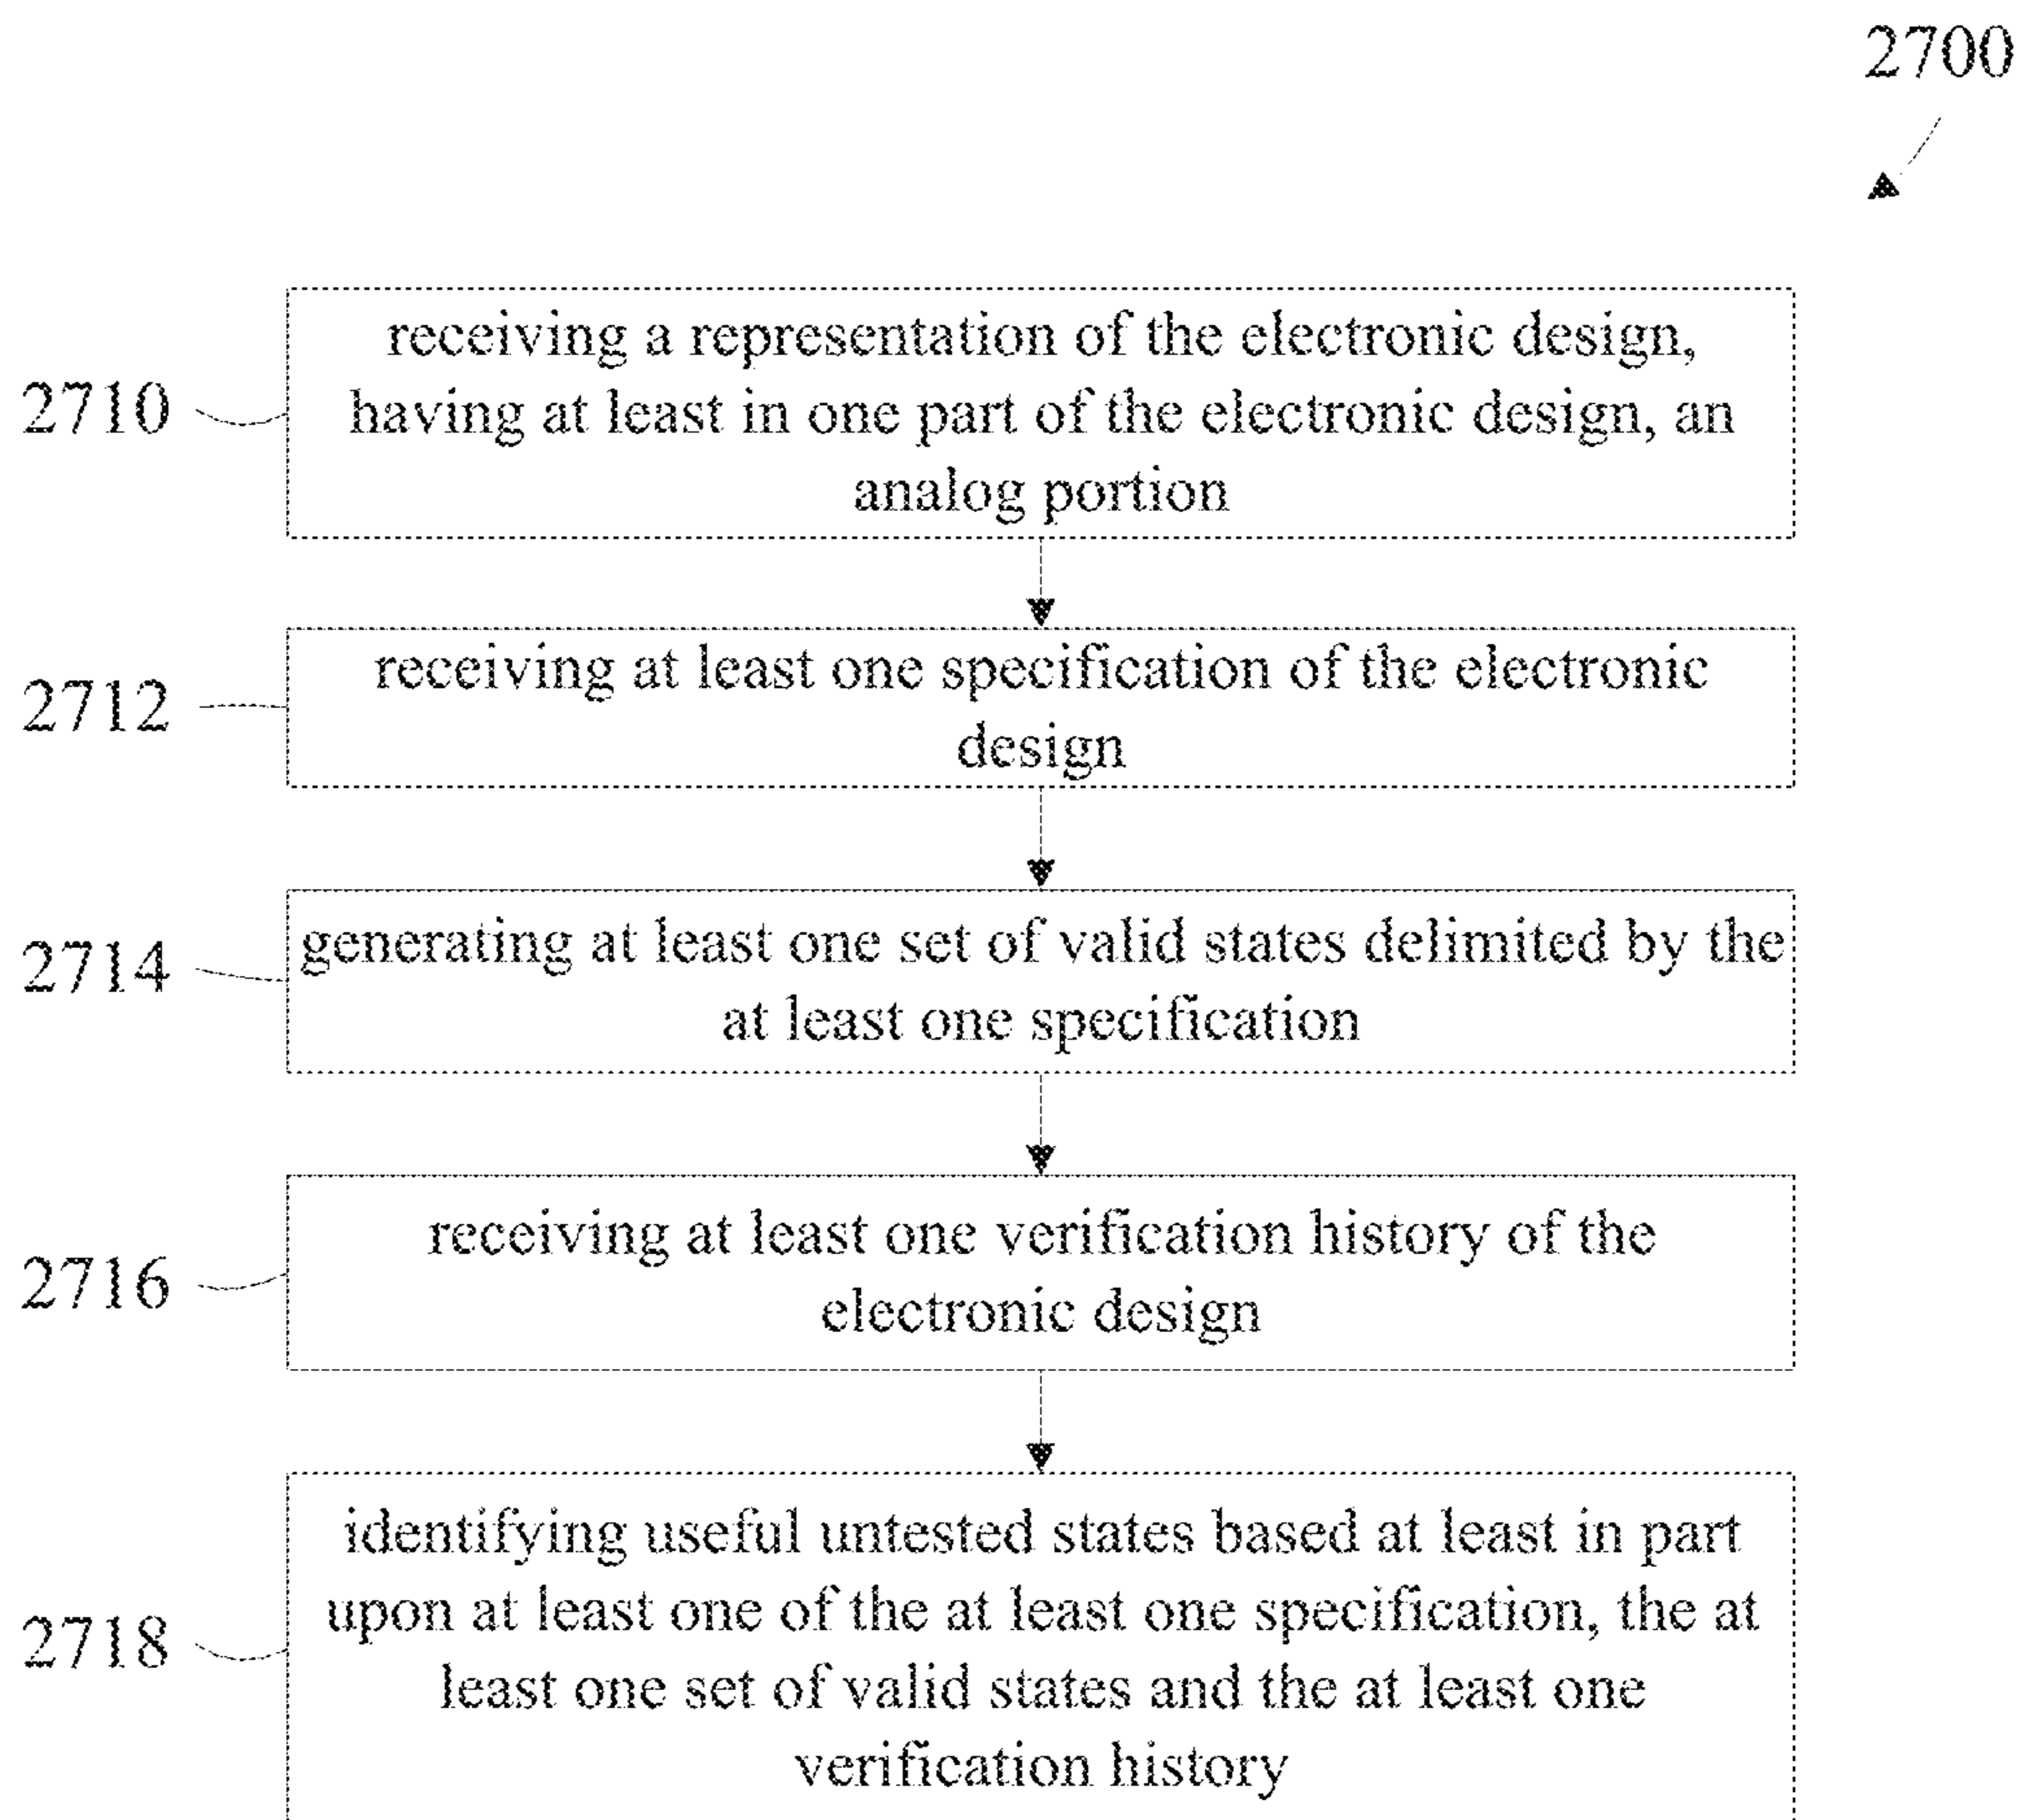 2700
2710
receiving a representation of the electronic design,
having at least in one part of the electronic design, an
analog portion
2712
receiving at least one specification of the electronic
design
2714
generating at least one set of valid states delimited by the
at least one specification
2716
receiving at least one verification history of the
electronic design
2718
identifying useful untested states based at least in part
upon at least one of the at least one specification, the at
least one set of valid states and the at least one
verification history